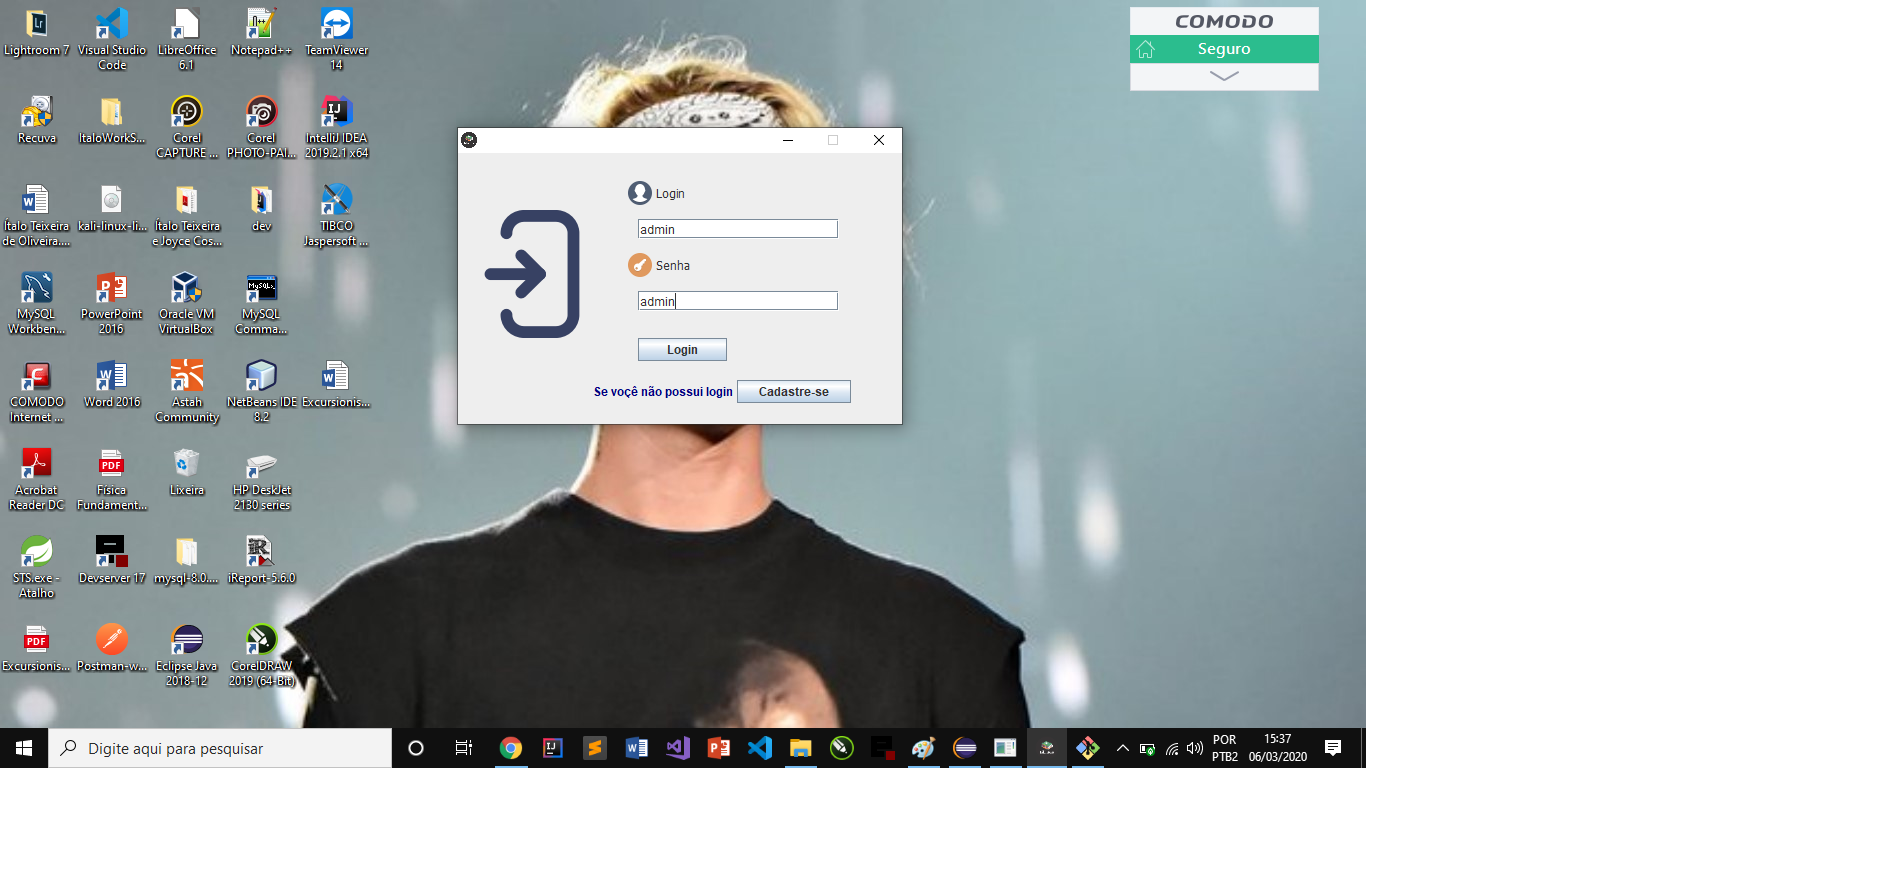 Lightroom 7
Visual Studio
Code
LibreOffice
6.1
Notepad++
TeamViewer
14
Recuva
ItaloWorkS...
Corel
CAPTURE ...
Corel
PHOTO-PAI...
IntelliJ IDEA
2019.2.1 x64
Ítalo Teixeira
de Oliveira....
kali-linux-li...
Ítalo Teixeira
e Joyce Cos...
dev
TIBCO
Jaspersoft ...
MySQL
Workben...
PowerPoint
2016
Oracle VM
VirtualBox
MySQL
Comma...
COMODO
Internet ...
Word 2016
Astah
Community
NetBeans IDE
8.2
Excursionis...
Acrobat
Reader DC
Física
Fundament...
Lixeira
HP DeskJet
2130 series
STS.exe -
Atalho
Devserver 17
mysql-8.0....
iReport-5.6.0
Excursionis...
Postman-w...
Eclipse Java
2018-12
CorelDRAW
2019 (64-Bit)
COMODO
Seguro
Login
admin
Senha
admin
Login
Se voçê não possui login
Cadastre-se
Digite aqui para pesquisar
POR
PTB2
15:37
06/03/2020